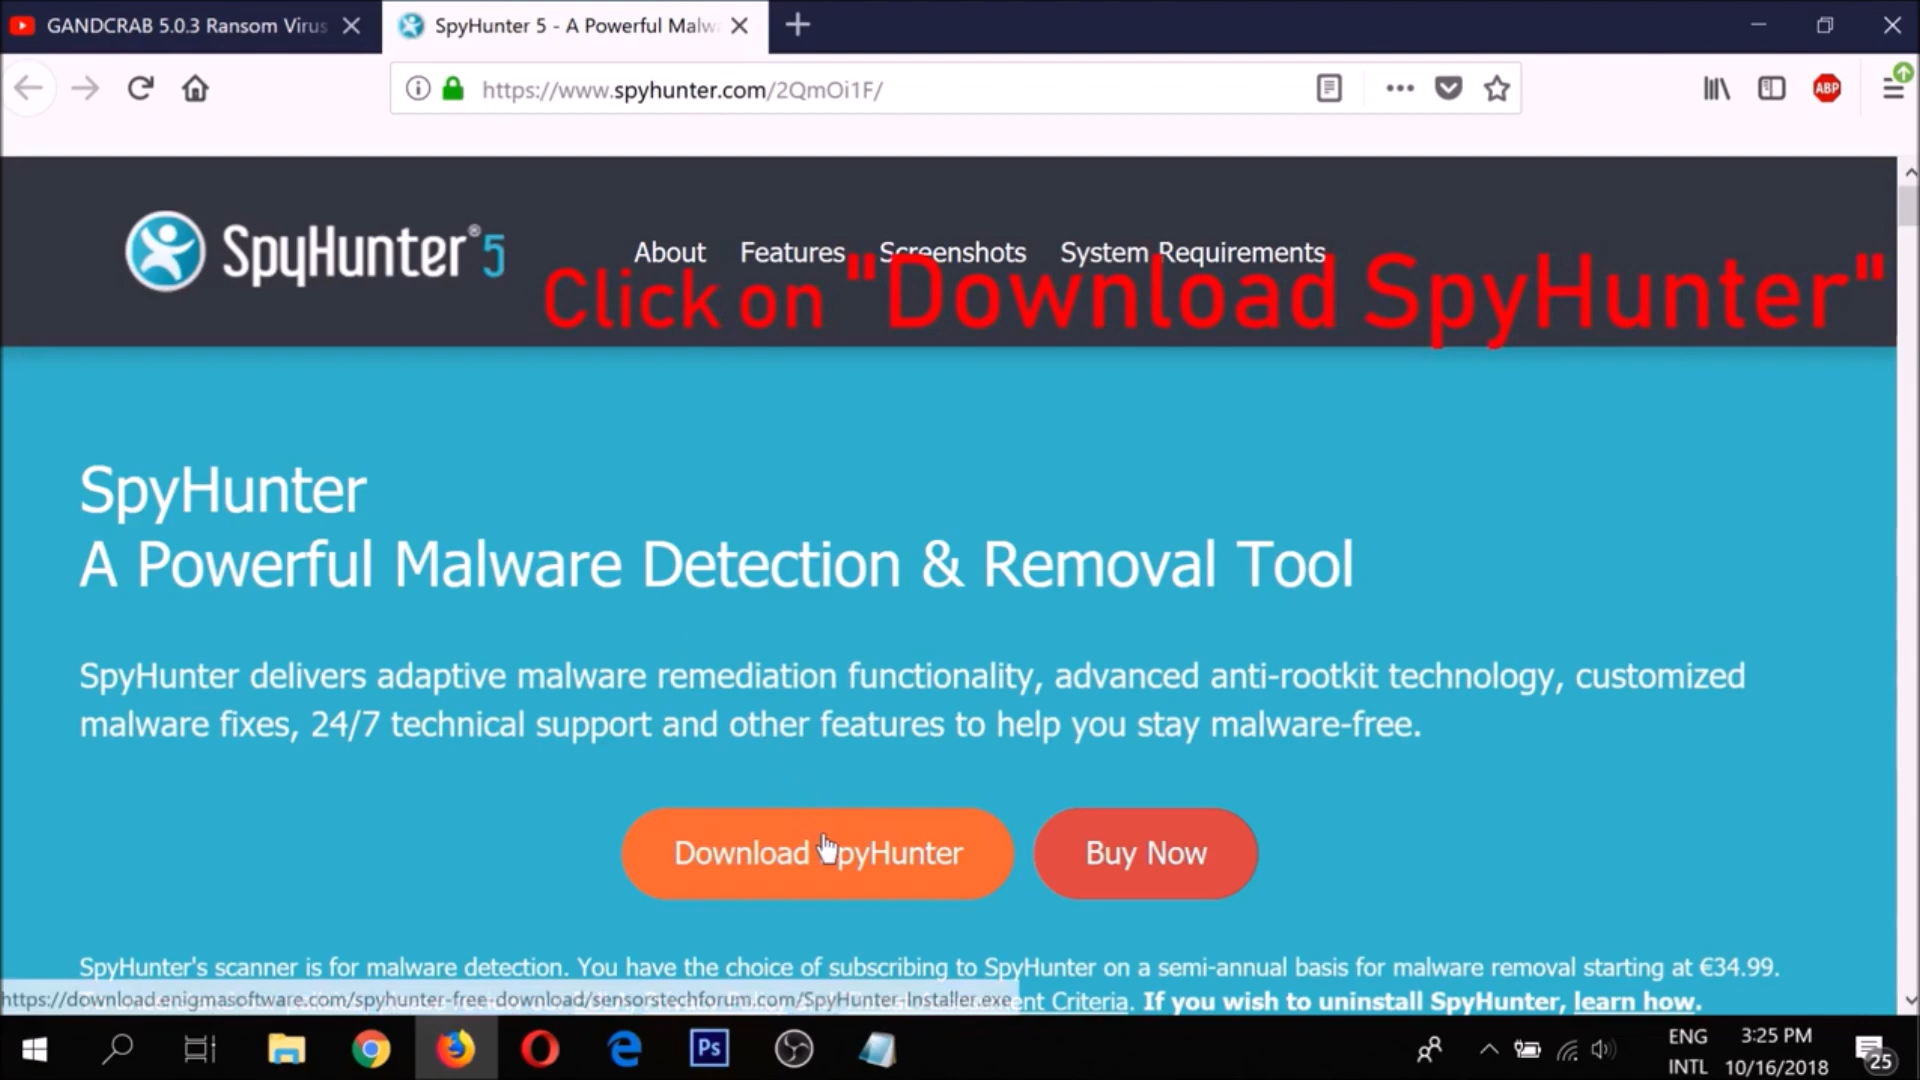 GANDCRAB 5.0.3 Ransom Virus
SpyHunter 5 - A Powerful Malw
https://www.spyhunter.com/2QmOi1F/
ABP
SpyHunter® 5
About Features Screenshots System Requirements
Click on "Download SpyHunter"
SpyHunter
A Powerful Malware Detection & Removal Tool
SpyHunter delivers adaptive malware remediation functionality, advanced anti-rootkit technology, customized
malware fixes, 24/7 technical support and other features to help you stay malware-free.
Download SpyHunter
Buy Now
SpyHunter's scanner is for malware detection. You have the choice of subscribing to SpyHunter on a semi-annual basis for malware removal starting at €34.99.
https://download.enigmasoftware.com/spyhunter-free-download/sensorstechforum.com/SpyHunter-Installer.exe
Criteria. If you wish to uninstall SpyHunter, learn how.
Ps
ENG
INTL
3:25 PM
10/16/2018
25